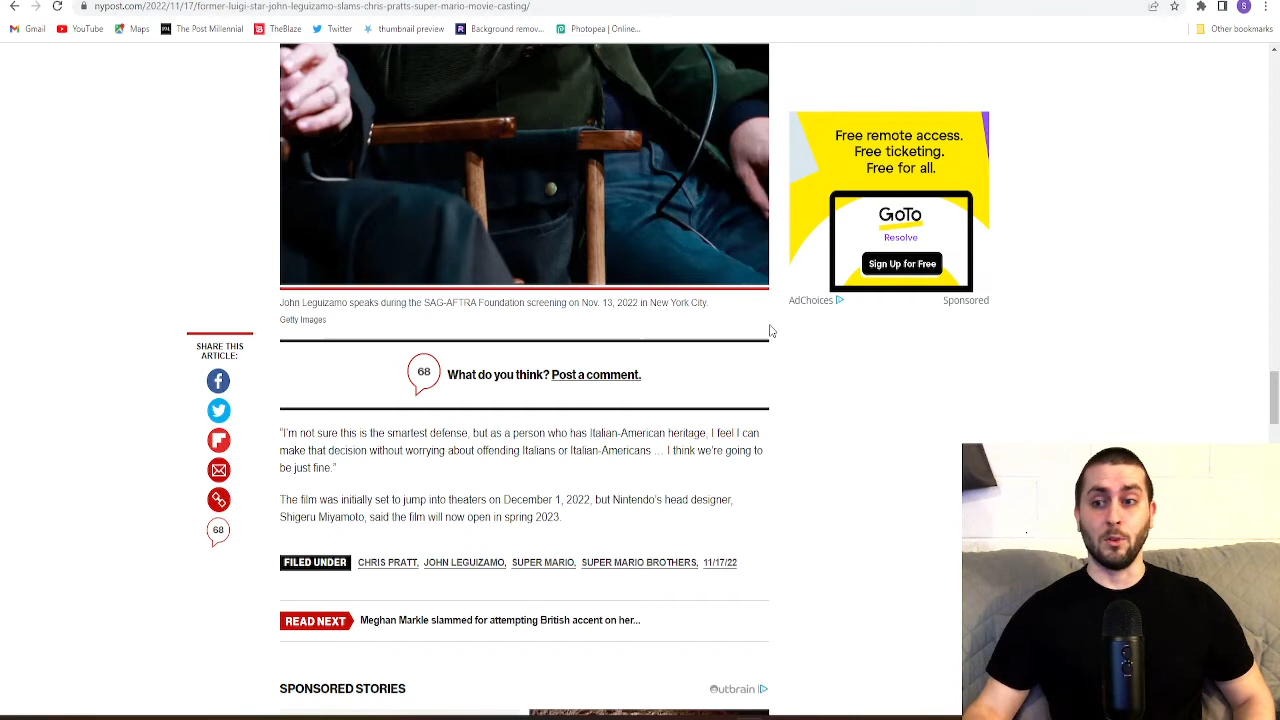 nypost.com/2022/11/17/former-luigi-star-john-leguizamo-slams-chris-pratts-super-mario-movie-casting/
S
Gmail YouTube Maps The Post Millennial TheBlaze Twitter thumbnail preview Background remov... Photopea | Online... Other bookmarks
Free remote access.
Free ticketing.
Free for all.
GoTo
Resolve
Sign Up for Free
AdChoices Sponsored
John Leguizamo speaks during the SAG-AFTRA Foundation screening on Nov. 13, 2022 in New York City.
Getty Images
SHARE THIS
ARTICLE:
68 What do you think? Post a comment.
“I’m not sure this is the smartest defense, but as a person who has Italian-American heritage, I feel I can
make that decision without worrying about offending Italians or Italian-Americans … I think we’re going to
be just fine.”
The film was initially set to jump into theaters on December 1, 2022, but Nintendo’s head designer,
Shigeru Miyamoto, said the film will now open in spring 2023.
68
FILED UNDER CHRIS PRATT, JOHN LEGUIZAMO, SUPER MARIO, SUPER MARIO BROTHERS, 11/17/22
READ NEXT Meghan Markle slammed for attempting British accent on her...
SPONSORED STORIES Outbrain